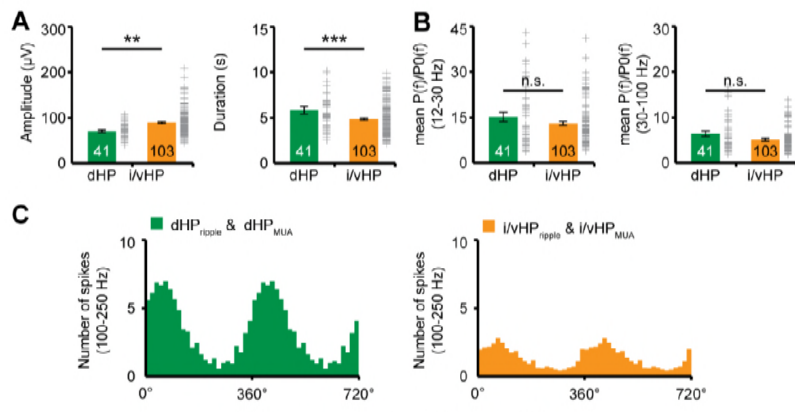 A
B
300
200
100
0
Amplitude (µV)
**
41
103
dHP i/vHP
15
10
5
0
Duration (s)
***
41
103
dHP i/vHP
45
30
15
0
mean P(f)/P0(f)
(12-30 Hz)
n.s.
41
103
dHP i/vHP
45
30
15
0
mean P(f)/P0(f)
(30-100 Hz)
n.s.
41
103
dHP i/vHP
C
dHPripple & dHPMUA
10
5
0
Number of spikes
(100-250 Hz)
0° 360° 720°
i/vHPripple & i/vHPMUA
10
5
0
Number of spikes
(100-250 Hz)
0° 360° 720°